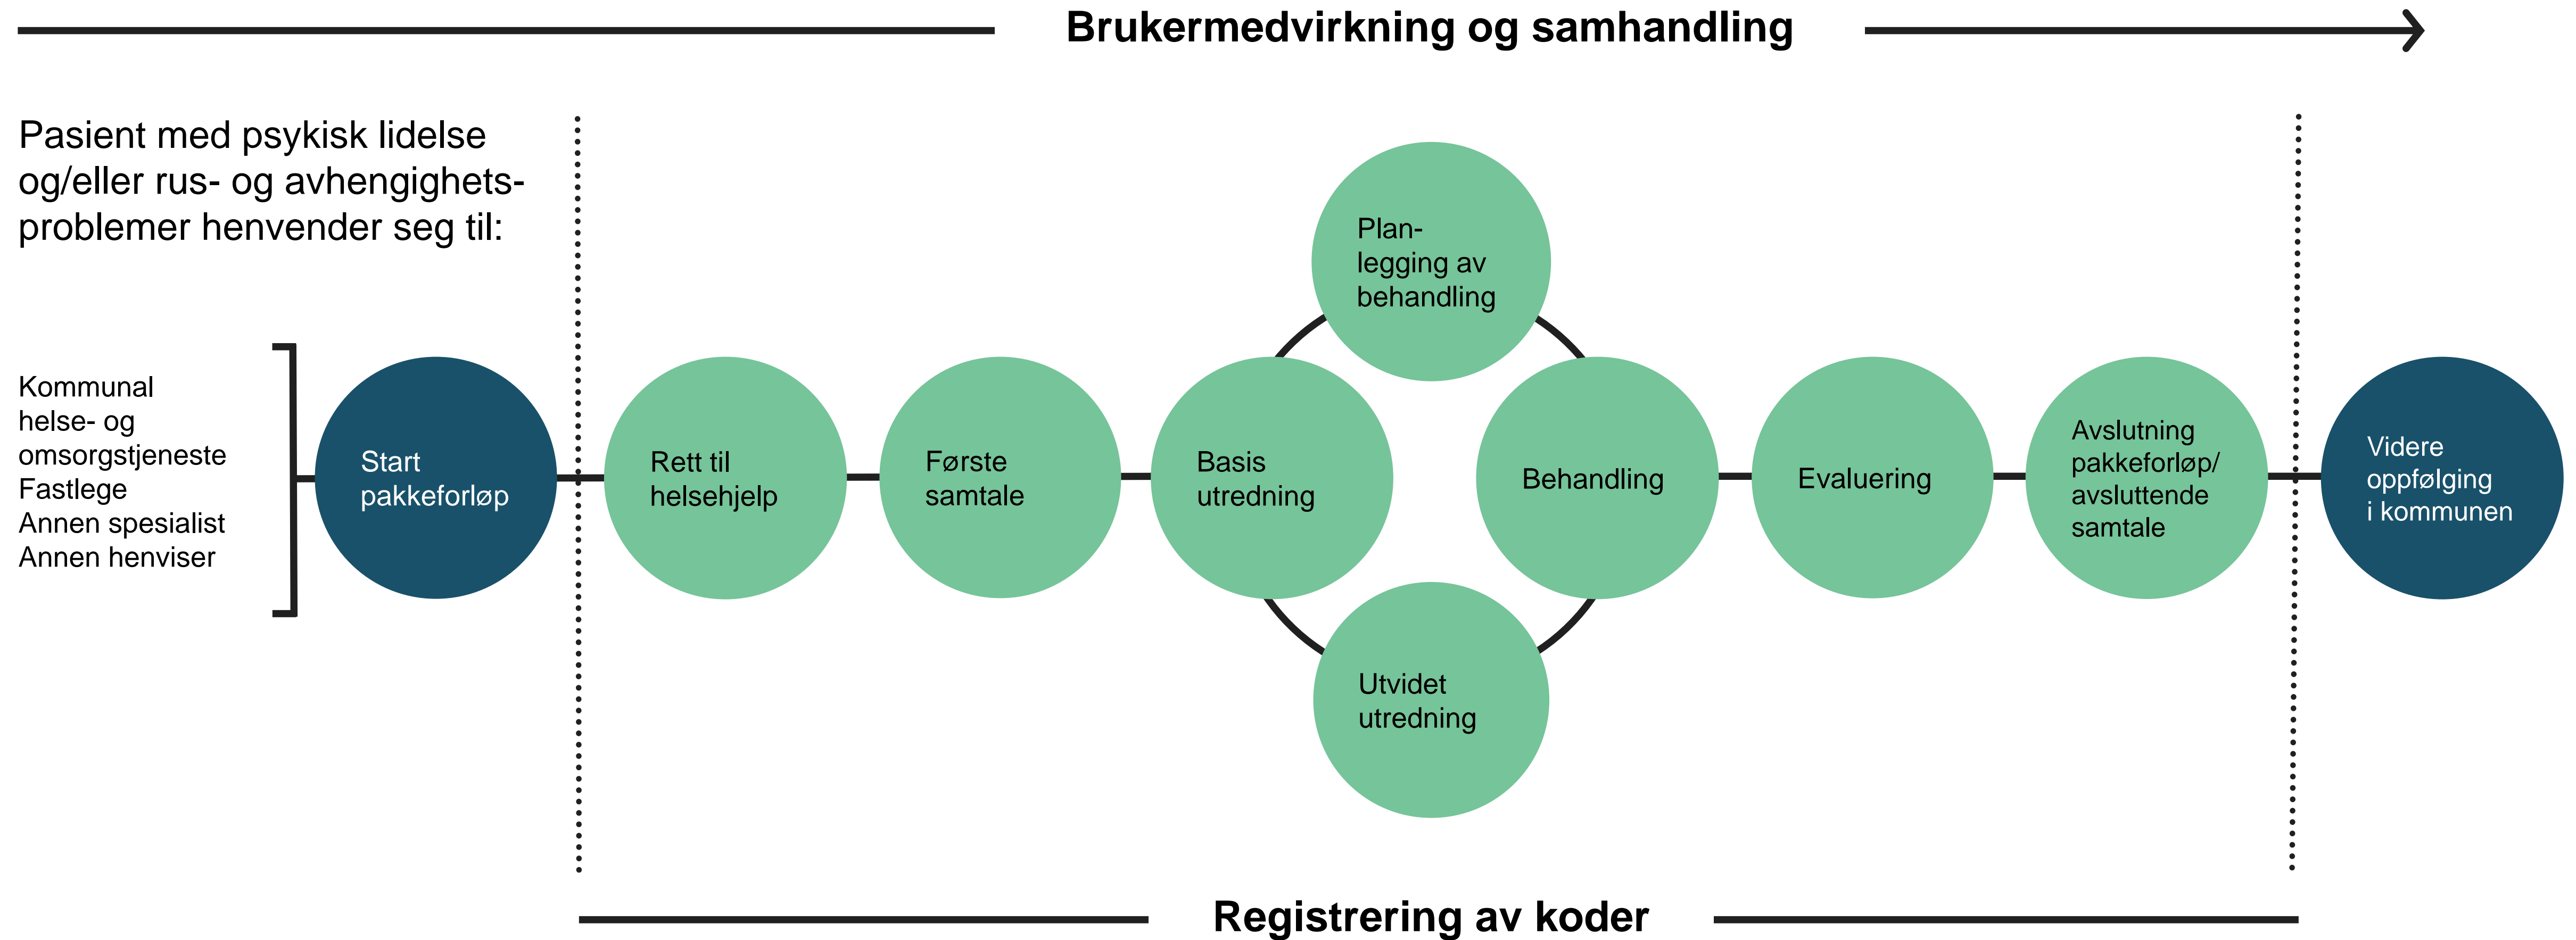 Brukermedvirkning og samhandling
Pasient med psykisk lidelse
og/eller rus- og avhengighets-
problemer henvender seg til:
Kommunal
helse- og
omsorgstjeneste
Fastlege
Annen spesialist
Annen henviser
Start
pakkeforløp
Rett til
helsehjelp
Første
samtale
Basis
utredning
Plan-
legging av
behandling
Utvidet
utredning
Behandling
Evaluering
Avslutning
pakkeforløp/
avsluttende
samtale
Videre
oppfølging
i kommunen
Registrering av koder